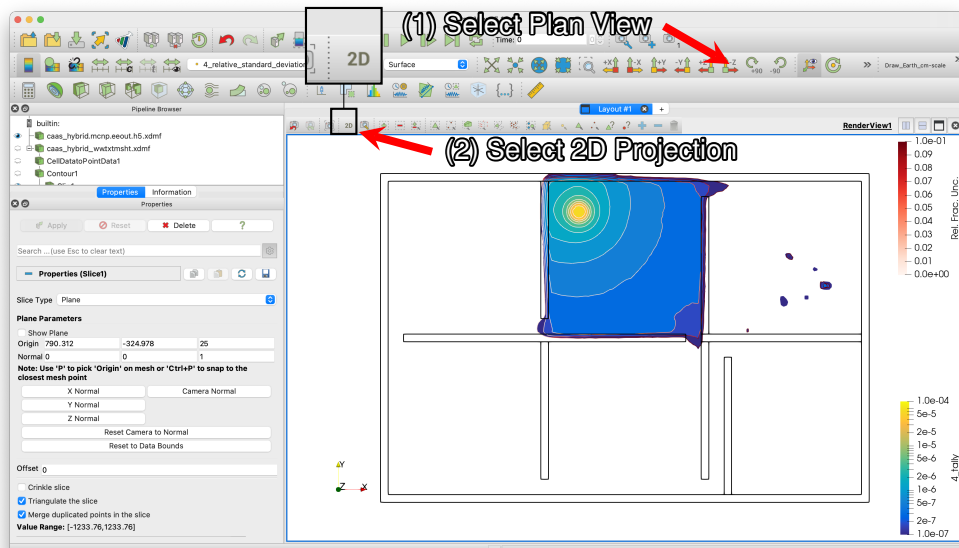 (1) Select Plan View
Time: 0
2D
4_relative_standard_deviation
Surface
+X
-X
+Y
-Y
+Z
-Z
+90
-90
Draw_Earth_cm-scale
Pipeline Browser
Layout #1
+
builtin:
2D
RenderView1
caas_hybrid.mcnp.eeout.h5.xdmf
caas_hybrid_wwtxtmsht.xdmf
CellDatatoPointData1
Contour1
(2) Select 2D Projection
Properties
Information
Properties
Apply
Reset
Delete
?
Search ... (use Esc to clear text)
Properties (Slice1)
Slice Type
Plane
Plane Parameters
Show Plane
Origin 790.312 -324.978 25
Normal 0 0 1
Note: Use 'P' to pick 'Origin' on mesh or 'Ctrl+P' to snap to the
closest mesh point
X Normal
Camera Normal
Y Normal
Z Normal
Reset Camera to Normal
Reset to Data Bounds
Offset 0
Crinkle slice
Triangulate the slice
Merge duplicated points in the slice
Value Range: [-1233.76,1233.76]
Y
Z
X
1.0e-01
0.09
0.08
0.07
0.06
0.05
0.04
0.03
0.02
0.01
0.0e+00
Rel. Frac. Unc.
1.0e-04
5e-5
2e-5
1e-5
5e-6
2e-6
1e-6
5e-7
2e-7
1.0e-07
4_tally